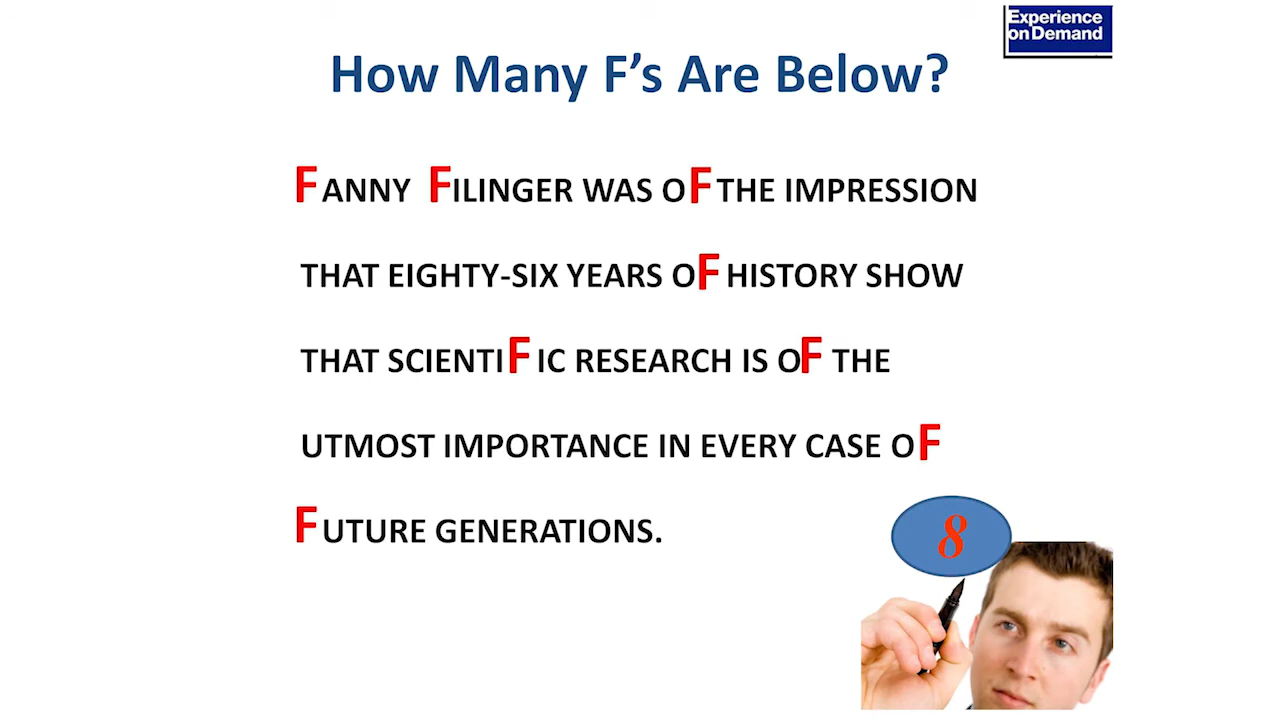 Experience
on Demand
How Many F's Are Below?
FANNY FILINGER WAS OF THE IMPRESSION
THAT EIGHTY-SIX YEARS OF HISTORY SHOW
THAT SCIENTIFIC RESEARCH IS OF THE
UTMOST IMPORTANCE IN EVERY CASE OF
FUTURE GENERATIONS.
8